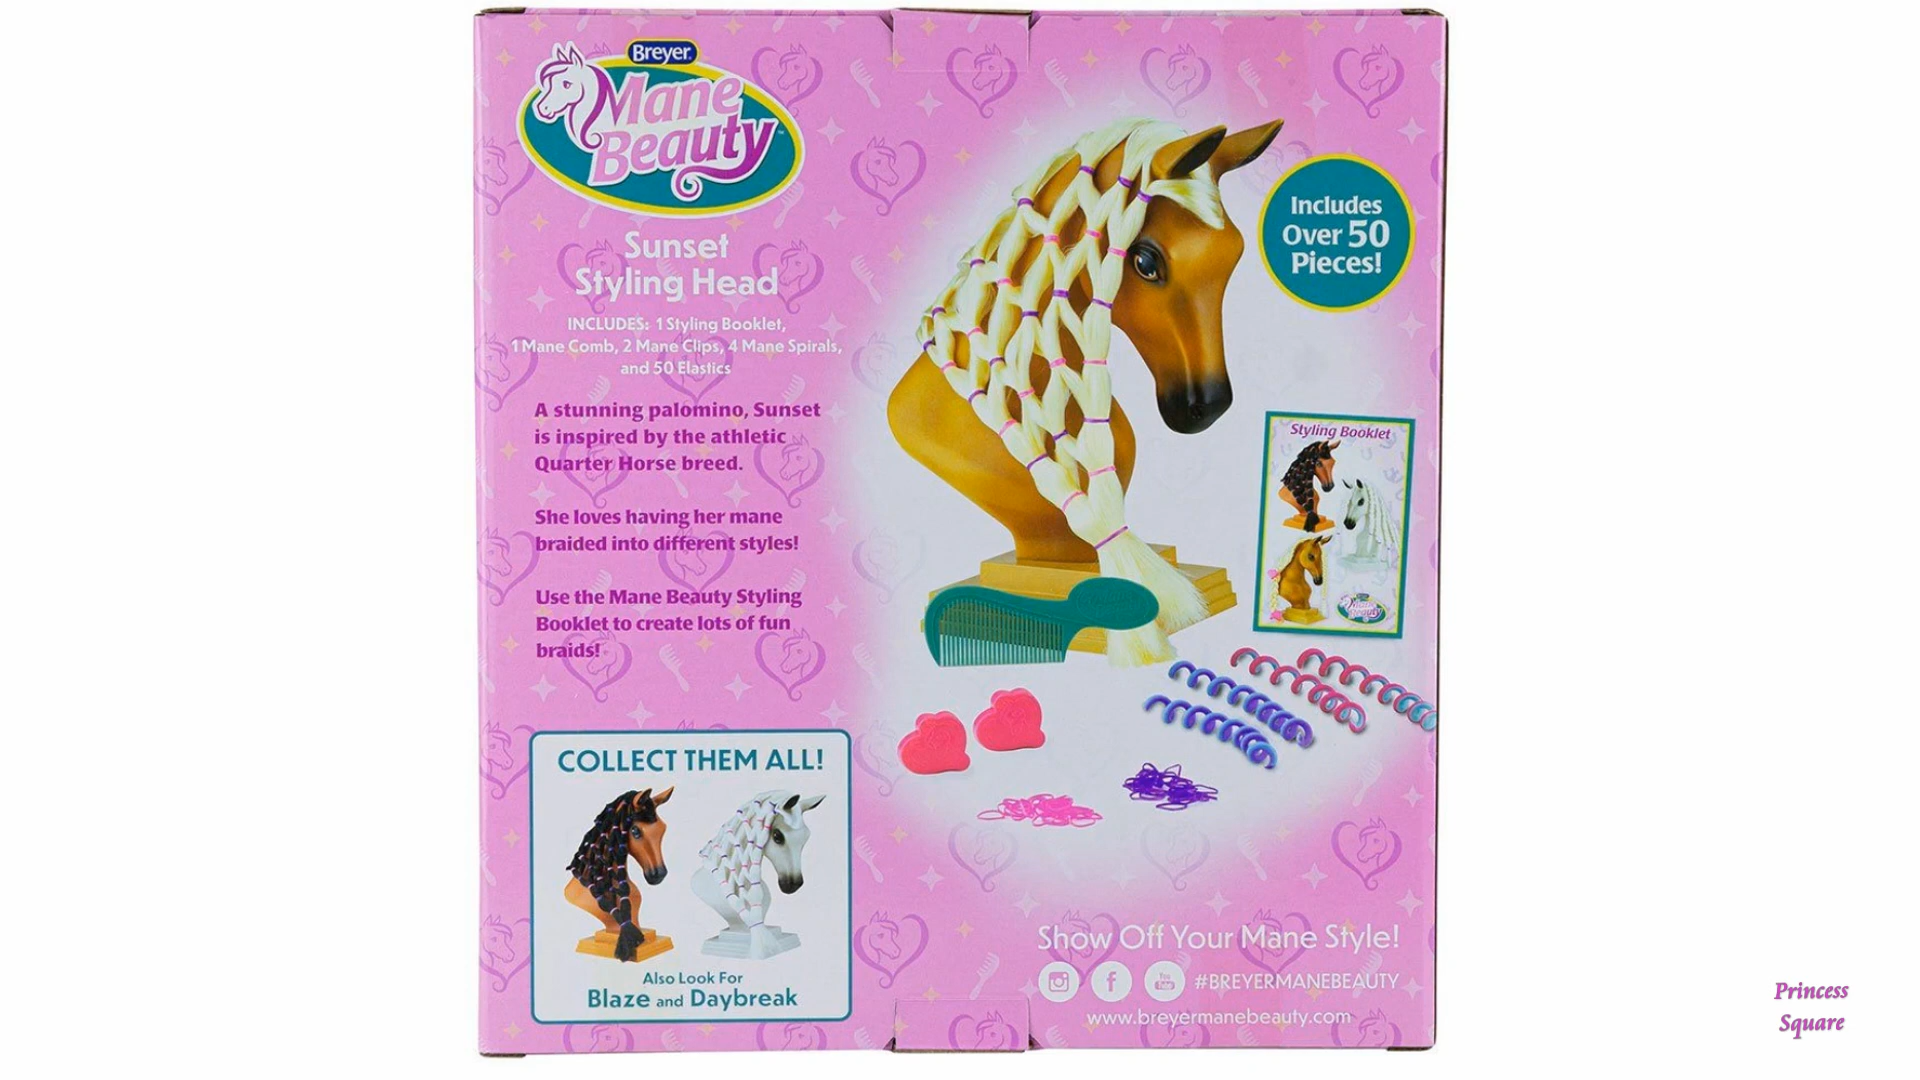 Breyer
Mane
Beauty
Sunset
Styling Head
INCLUDES: 1 Styling Booklet,
1 Mane Comb, 2 Mane Clips, 4 Mane Spirals,
and 50 Elastics
A stunning palomino, Sunset
is inspired by the athletic
Quarter Horse breed.
She loves having her mane
braided into different styles!
Use the Mane Beauty Styling
Booklet to create lots of fun
braids!
COLLECT THEM ALL!
Also Look For
Blaze and Daybreak
Includes
Over 50
Pieces!
Styling Booklet
Mane
Beauty
Show Off Your Mane Style!
You
Tube
#BREYERMANEBEAUTY
www.breyermanebeauty.com
Princess
Square